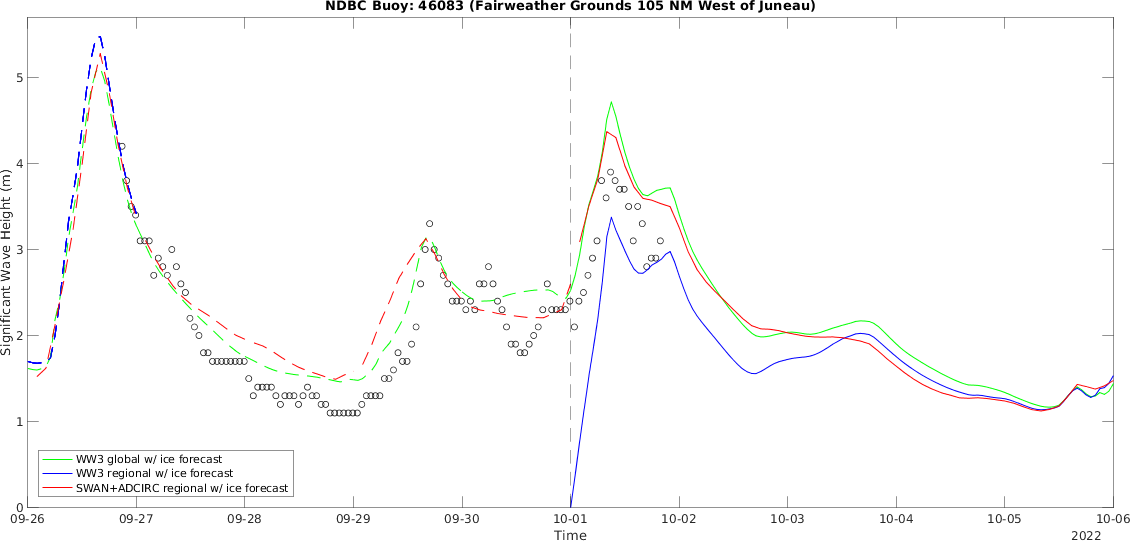 NDBC Buoy: 46083 (Fairweather Grounds 105 NM West of Juneau)
Significant Wave Height (m)
5
4
3
2
1
0
WW3 global w/ ice forecast
WW3 regional w/ ice forecast
SWAN+ADCIRC regional w/ ice forecast
09-26 09-27 09-28 09-29 09-30 10-01 10-02 10-03 10-04 10-05 10-06
Time
2022